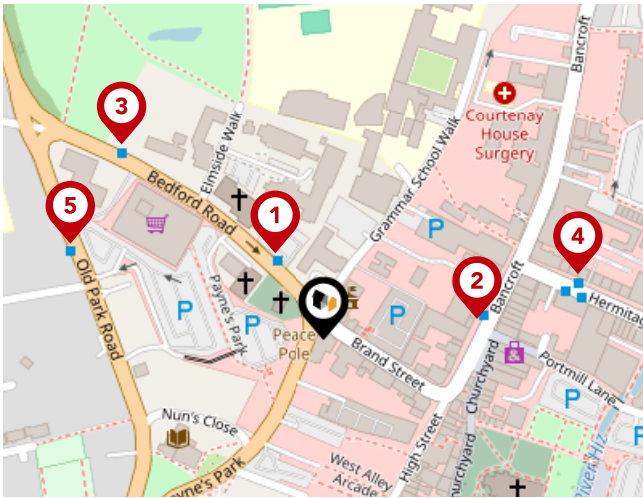 Bancroft
3
Courtenay
House
Surgery
Elmside Walk
Grammar School Walk
Bedford Road
5
1
P
4
2
Old Park Road
P
Payne's Park
P
P
Bancroft
Hermitag
Peace
Pole
Brand Street
Churchyard
Portmill Lane
P
P
Nun's Close
High Street
West Alley
Arcade
ayne's Park
hurchyard
River Hiz